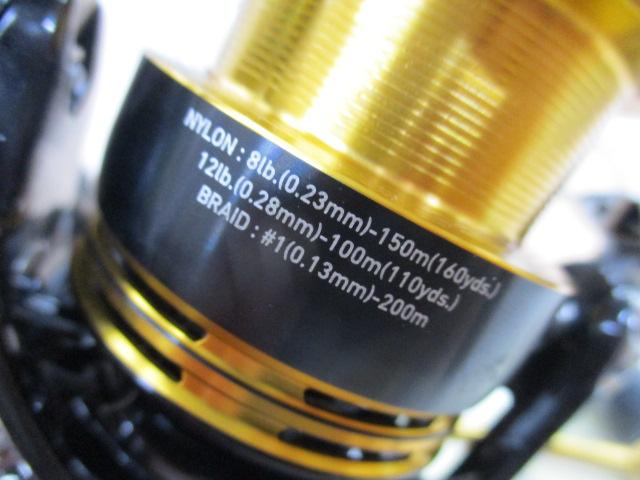 NYLON : 8lb.(0.23mm)-150m(160yds.)
12lb.(0.28mm)-100m(110yds.)
BRAID : #1(0.13mm)-200m